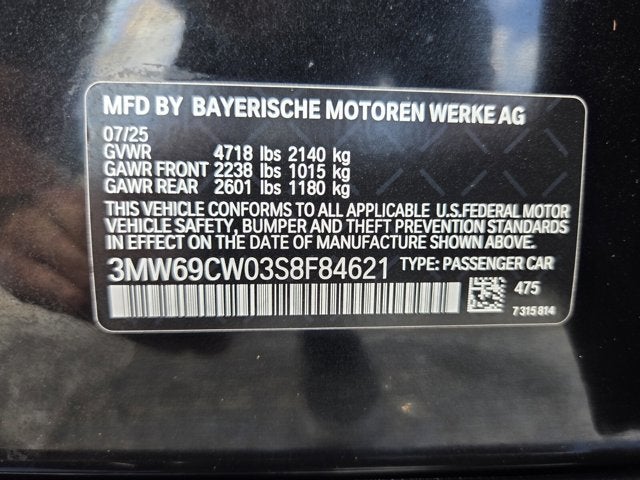 MFD BY BAYERISCHE MOTOREN WERKE AG
07/25
GVWR 4718 lbs 2140 kg
GAWR FRONT 2238 lbs 1015 kg
GAWR REAR 2601 lbs 1180 kg
THIS VEHICLE CONFORMS TO ALL APPLICABLE U.S.FEDERAL MOTOR
VEHICLE SAFETY, BUMPER AND THEFT PREVENTION STANDARDS
IN EFFECT ON THE DATE OF MANUFACTURE SHOWN ABOVE.
3MW69CW03S8F84621 TYPE: PASSENGER CAR
475
7315814